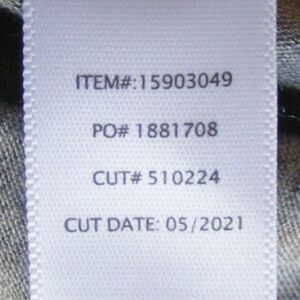 ITEM#:15903049
PO# 1881708
CUT# 510224
CUT DATE: 05/2021